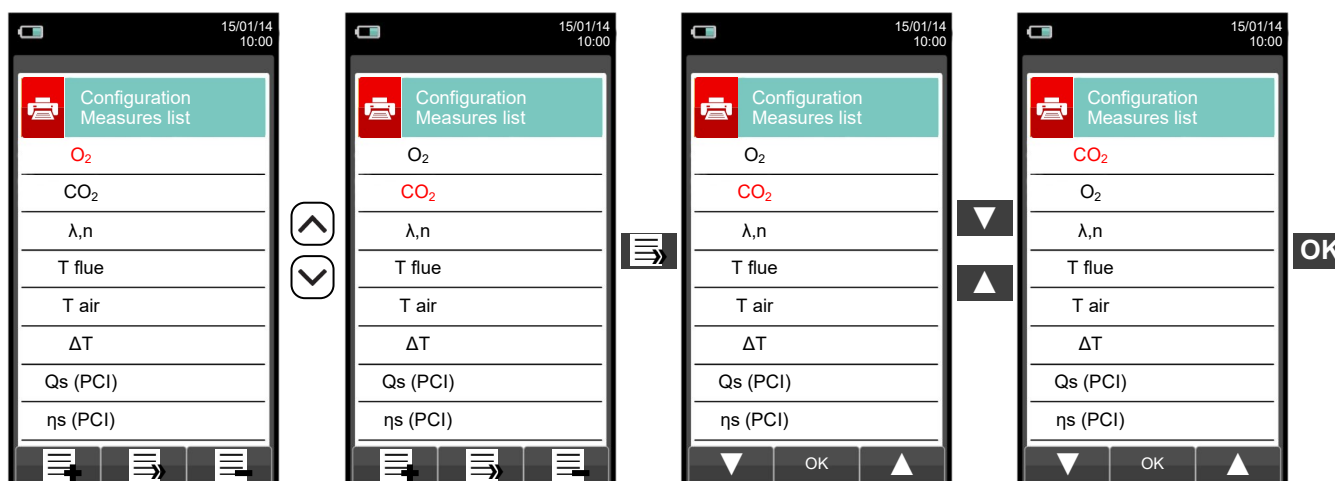 15/01/14
10:00
Configuration
Measures list
O₂
CO₂
λ,n
T flue
T air
ΔT
Qs (PCI)
ηs (PCI)
15/01/14
10:00
Configuration
Measures list
O₂
CO₂
λ,n
T flue
T air
ΔT
Qs (PCI)
ηs (PCI)
15/01/14
10:00
Configuration
Measures list
O₂
CO₂
λ,n
T flue
T air
ΔT
Qs (PCI)
ηs (PCI)
OK
15/01/14
10:00
Configuration
Measures list
CO₂
O₂
λ,n
T flue
T air
ΔT
Qs (PCI)
ηs (PCI)
OK
OK